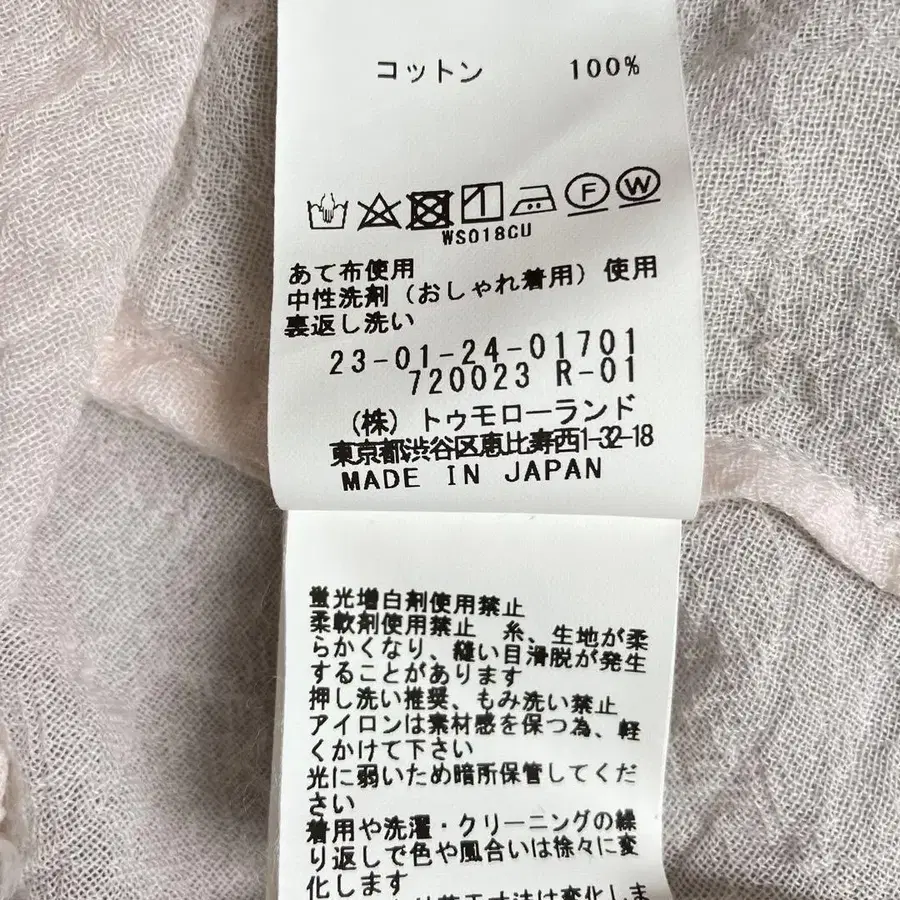 コットン 100%
F W
WS018CU
あて布使用
中性洗剤（おしゃれ着用）使用
裏返し洗い
23-01-24-01701
720023 R-01
（株）トゥモローランド
東京都渋谷区恵比寿西1-32-18
MADE IN JAPAN
蛍光増白剤使用禁止
柔軟剤使用禁止 糸、生地が柔
らかくなり、縫い目滑脱が発生
することがあります
押し洗い推奨、もみ洗い禁止
アイロンは素材感を保つ為、軽
くかけて下さい
光に弱いため暗所保管してくだ
さい
着用や洗濯・クリーニングの繰
り返しで色や風合いは徐々に変
化します
寸法は変化しま